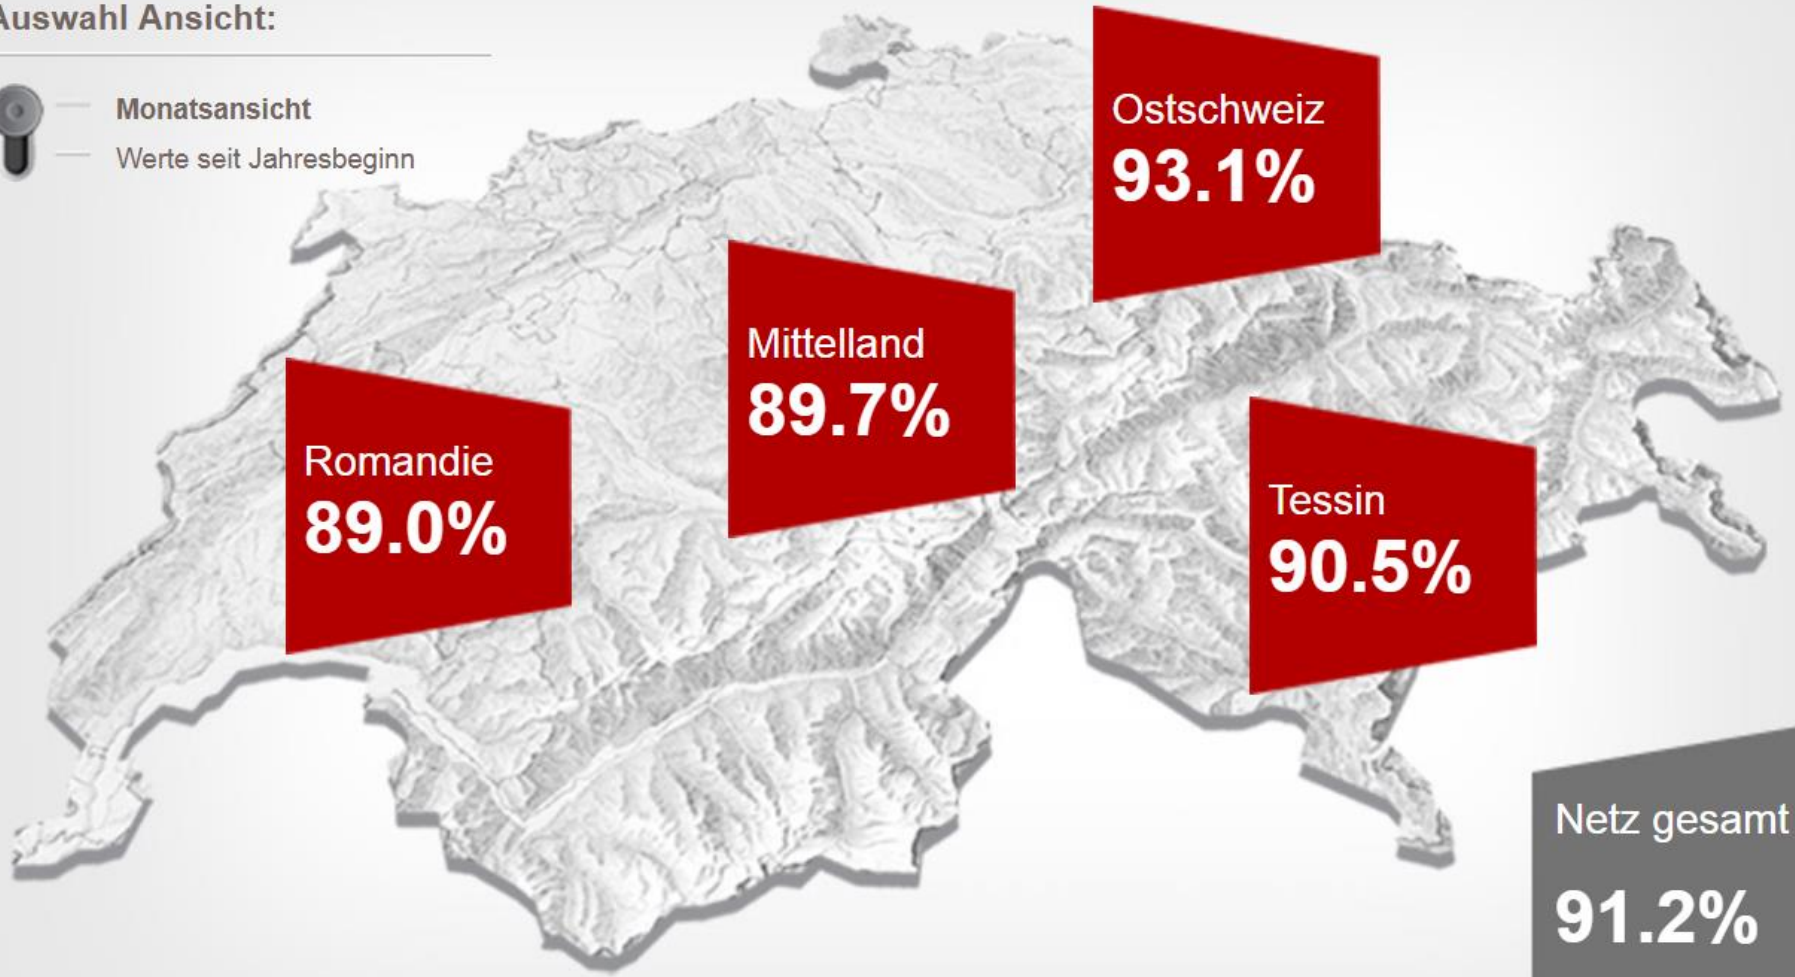 Auswahl Ansicht:
Monatsansicht
Werte seit Jahresbeginn
Ostschweiz
93.1%
Mittelland
89.7%
Romandie
89.0%
Tessin
90.5%
Netz gesamt
91.2%